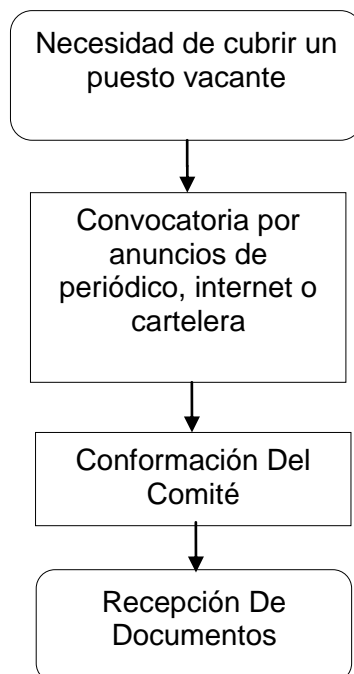 Necesidad de cubrir un
puesto vacante
Convocatoria por
anuncios de
periódico, internet o
cartelera
Conformación Del
Comité
Recepción De
Documentos